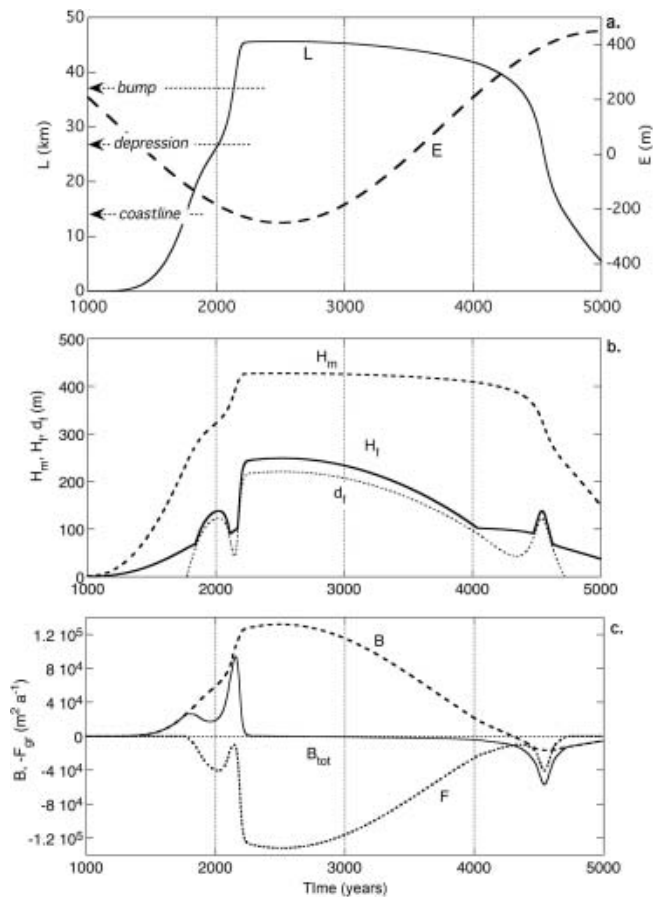 50
40
30
20
10
0
L (km)
bump
depression
coastline
L
E
a.
400
200
0
-200
-400
E (m)
1000 2000 3000 4000 5000
500
400
300
200
100
0
Hm, Hf, df (m)
Hm
Hf
df
b.
1000 2000 3000 4000 5000
1.2 10^5
8 10^4
4 10^4
0
-4 10^4
-8 10^4
-1.2 10^5
B, -Fgr (m^2 a^-1)
B
Btot
F
c.
1000 2000 3000 4000 5000
TIme (years)